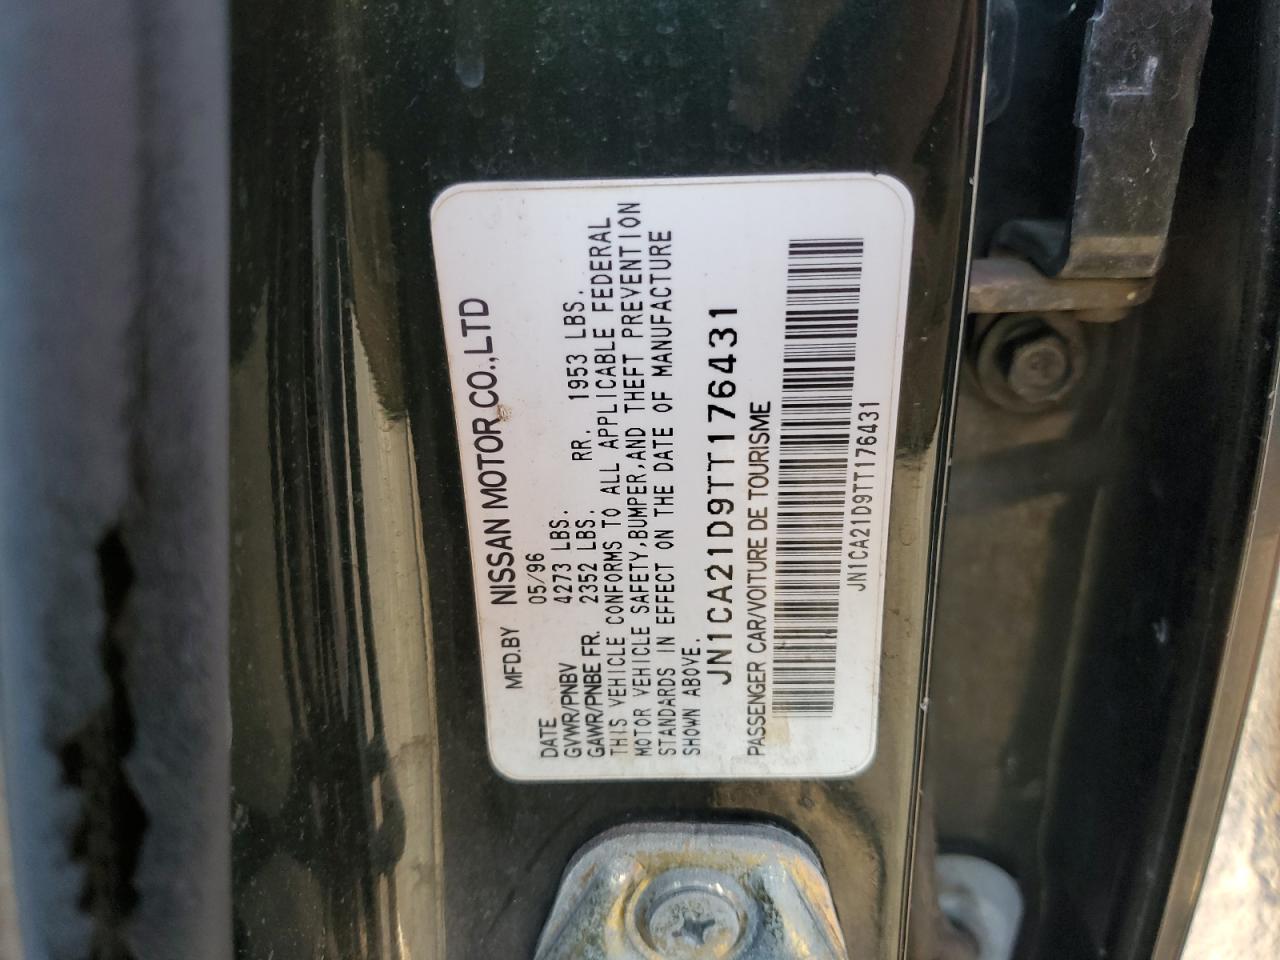 MFD.BY NISSAN MOTOR CO.,LTD
DATE 05/96
GVWR/PNBV 4273 LBS.
GAWR/PNBE FR. 2352 LBS. RR. 1953 LBS.
THIS VEHICLE CONFORMS TO ALL APPLICABLE FEDERAL
MOTOR VEHICLE SAFETY,BUMPER,AND THEFT PREVENTION
STANDARDS IN EFFECT ON THE DATE OF MANUFACTURE
SHOWN ABOVE.
JN1CA21D9TT176431
PASSENGER CAR/VOITURE DE TOURISME
JN1CA21D9TT176431